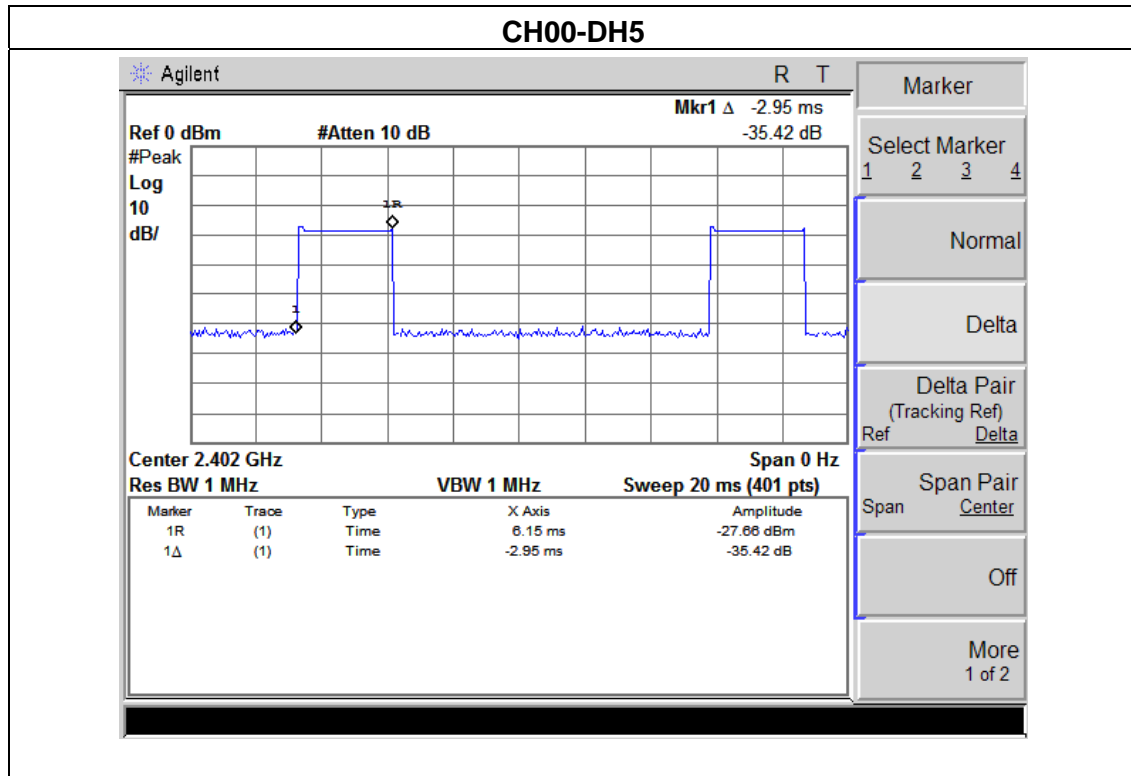 CH00-DH5
Agilent R T
Mkr1 Δ -2.95 ms
Ref 0 dBm #Atten 10 dB -35.42 dB
#Peak
Log
10
dB/
1R
1
Center 2.402 GHz Span 0 Hz
Res BW 1 MHz VBW 1 MHz Sweep 20 ms (401 pts)
Marker Trace Type X Axis Amplitude
1R (1) Time 6.15 ms -27.66 dBm
1Δ (1) Time -2.95 ms -35.42 dB
Marker
Select Marker
1 2 3 4
Normal
Delta
Delta Pair
(Tracking Ref)
Ref Delta
Span Pair
Span Center
Off
More
1 of 2